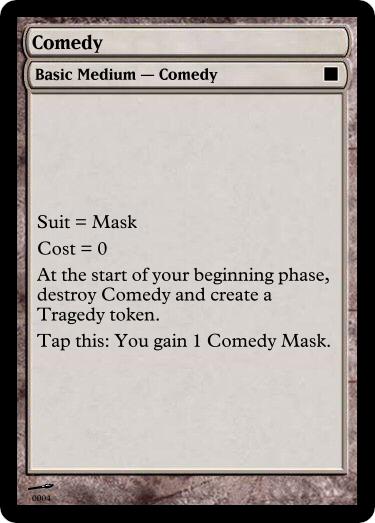 Comedy
Basic Medium — Comedy
Suit = Mask
Cost = 0
At the start of your beginning phase,
destroy Comedy and create a
Tragedy token.
Tap this: You gain 1 Comedy Mask.
0004